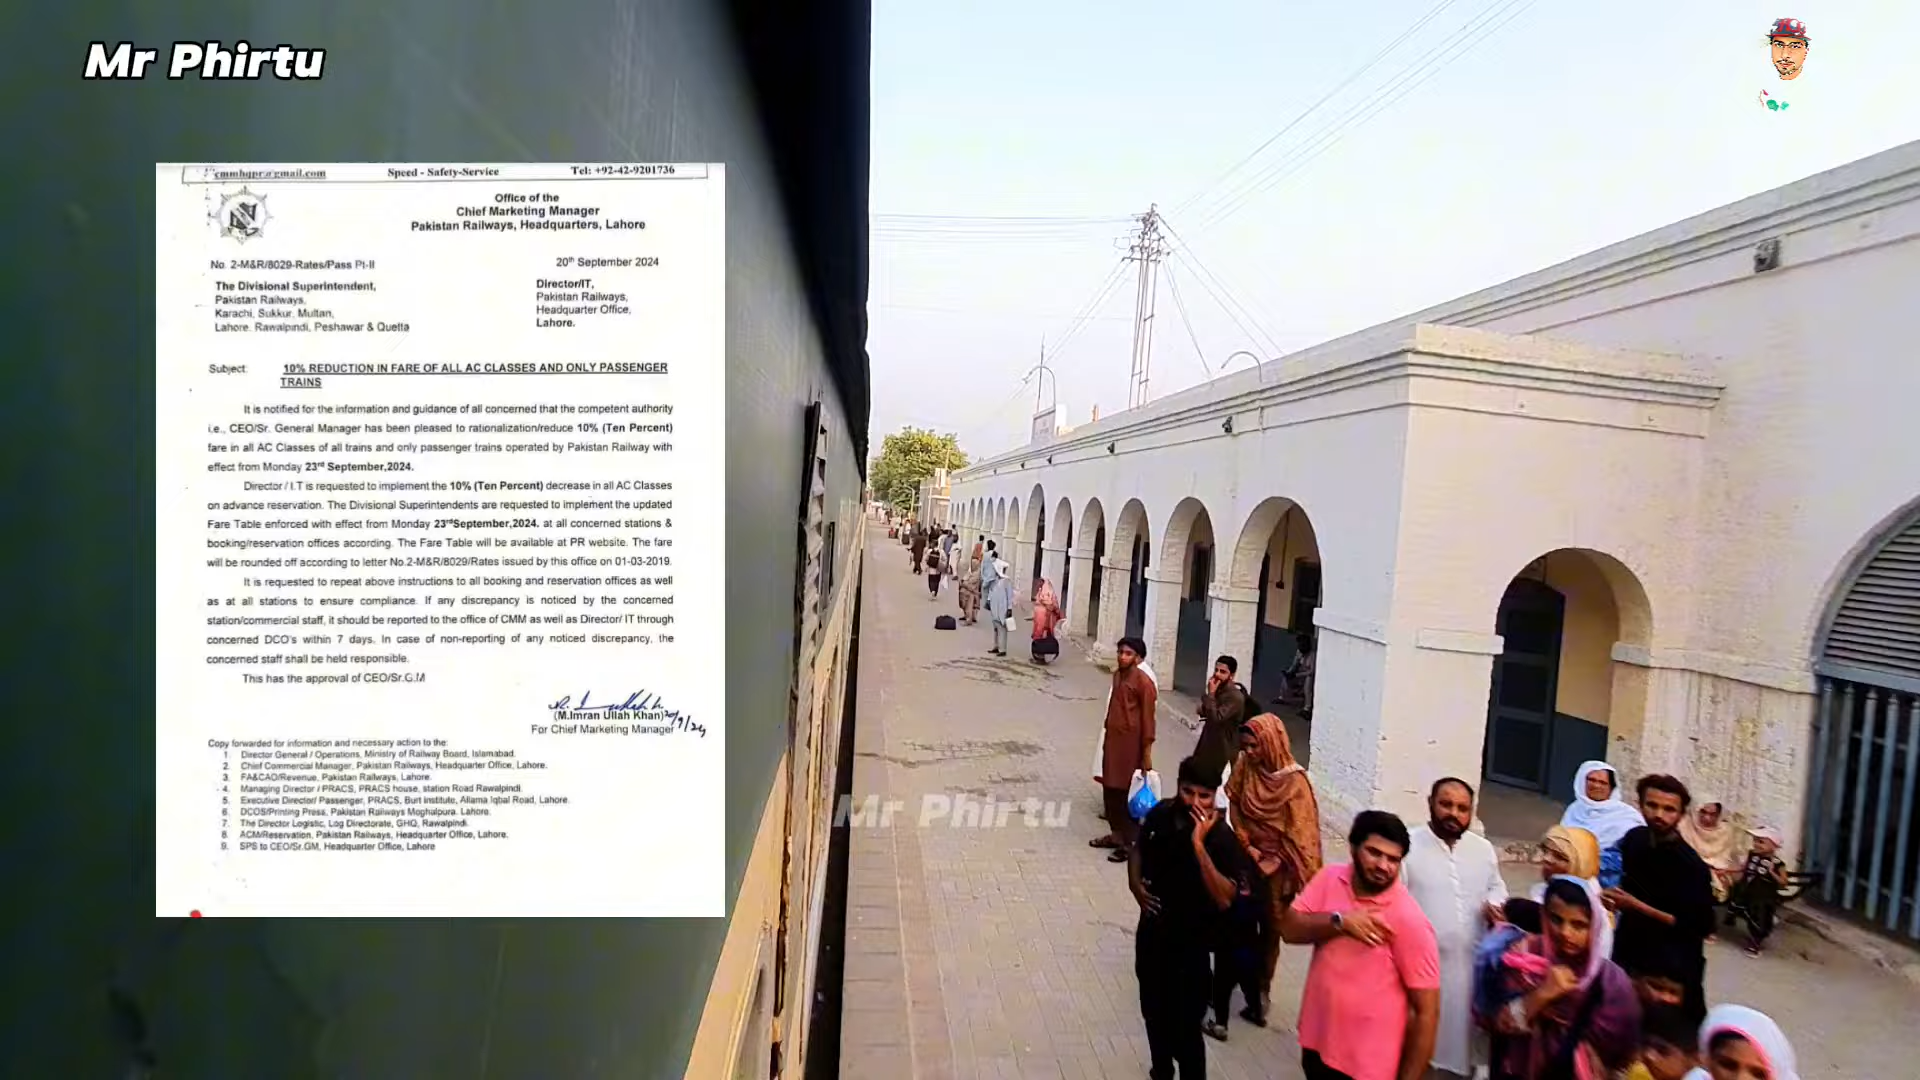 Mr Phirtu
cmmhqpr@gmail.com Speed - Safety-Service Tel: +92-42-9201736
Office of the
Chief Marketing Manager
Pakistan Railways, Headquarters, Lahore
No. 2-M&R/8029-Rates/Pass Pt-II 20th September 2024
The Divisional Superintendent,
Pakistan Railways,
Karachi, Sukkur, Multan,
Lahore, Rawalpindi, Peshawar & Quetta
Director/IT,
Pakistan Railways,
Headquarter Office,
Lahore.
Subject: 10% REDUCTION IN FARE OF ALL AC CLASSES AND ONLY PASSENGER
TRAINS
It is notified for the information and guidance of all concerned that the competent authority
i.e., CEO/Sr. General Manager has been pleased to rationalization/reduce 10% (Ten Percent)
fare in all AC Classes of all trains and only passenger trains operated by Pakistan Railway with
effect from Monday 23rd September,2024.
Director / I.T is requested to implement the 10% (Ten Percent) decrease in all AC Classes
on advance reservation. The Divisional Superintendents are requested to implement the updated
Fare Table enforced with effect from Monday 23rdSeptember,2024. at all concerned stations &
booking/reservation offices according. The Fare Table will be available at PR website. The fare
will be rounded off according to letter No.2-M&R/8029/Rates issued by this office on 01-03-2019.
It is requested to repeat above instructions to all booking and reservation offices as well
as at all stations to ensure compliance. If any discrepancy is noticed by the concerned
station/commercial staff, it should be reported to the office of CMM as well as Director/ IT through
concerned DCO's within 7 days. In case of non-reporting of any noticed discrepancy, the
concerned staff shall be held responsible.
This has the approval of CEO/Sr.G.M
(M.Imran Ullah Khan)
For Chief Marketing Manager
Copy forwarded for information and necessary action to the:
1. Director General / Operations, Ministry of Railway Board, Islamabad.
2. Chief Commercial Manager, Pakistan Railways, Headquarter Office, Lahore.
3. FA&CAO/Revenue, Pakistan Railways, Lahore.
4. Managing Director / PRACS, PRACS house, station Road Rawalpindi.
5. Executive Director/ Passenger, PRACS, Burt Institute, Allama Iqbal Road, Lahore.
6. DCOS/Printing Press, Pakistan Railways Moghalpura. Lahore.
7. The Director Logistic, Log Directorate, GHQ, Rawalpindi.
8. ACM/Reservation, Pakistan Railways, Headquarter Office, Lahore.
9. SPS to CEO/Sr.GM, Headquarter Office, Lahore
Mr Phirtu